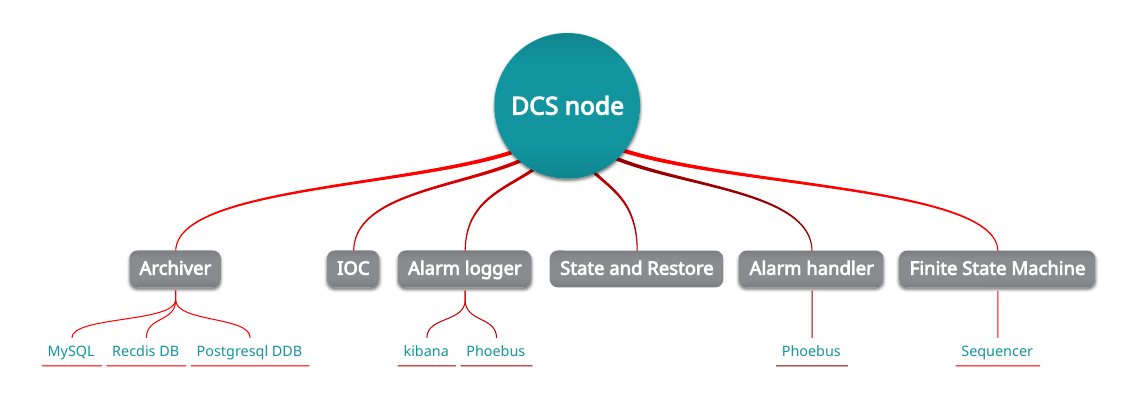 DCS node
Archiver
IOC
Alarm logger
State and Restore
Alarm handler
Finite State Machine
MySQL
Recdis DB
Postgresql DDB
kibana
Phoebus
Phoebus
Sequencer